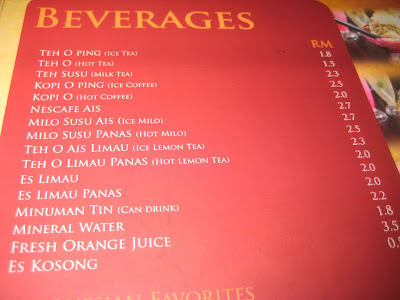 BEVERAGES
RM
TEH O PING (ICE TEA) 1.8
TEH O (HOT TEA) 1.5
TEH SUSU (MILK TEA) 2.3
KOPI O PING (ICE COFFEE) 2.5
KOPI O (HOT COFFEE) 2.0
NESCAFE AIS 2.7
MILO SUSU AIS (ICE MILO) 2.7
MILO SUSU PANAS (HOT MILO) 2.5
TEH O AIS LIMAU (ICE LEMON TEA) 2.3
TEH O LIMAU PANAS (HOT LEMON TEA) 2.0
ES LIMAU 2.0
ES LIMAU PANAS 2.0
MINUMAN TIN (CAN DRINK) 2.2
MINERAL WATER 1.8
FRESH ORANGE JUICE 3.5
ES KOSONG
FAVORITES